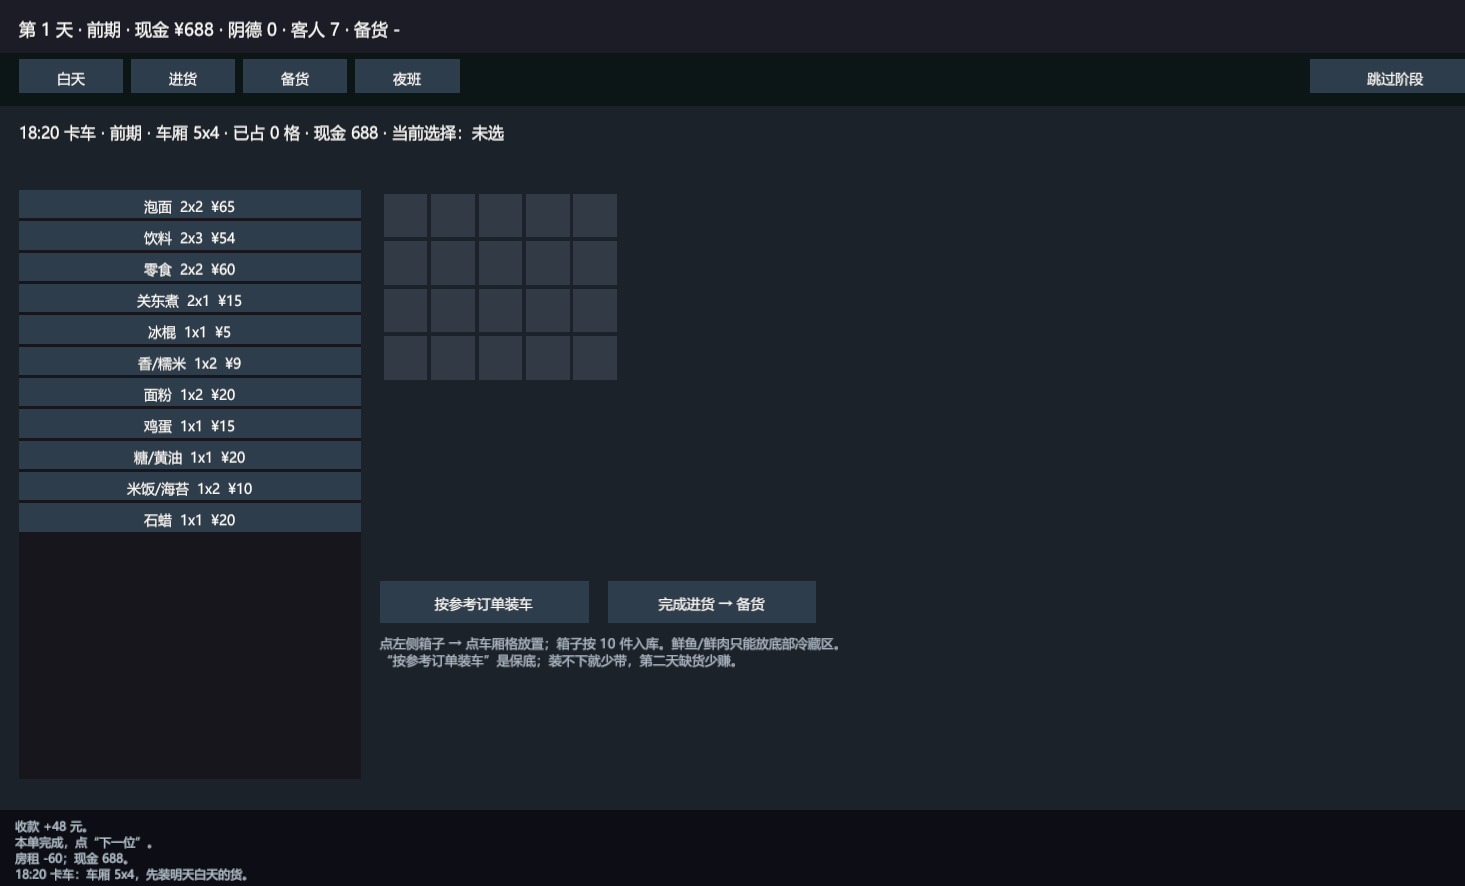 第 1 天 · 前期 · 现金 ¥688 · 阴德 0 · 客人 7 · 备货 -
白天 进货 备货 夜班 跳过阶段
18:20 卡车 · 前期 · 车厢 5x4 · 已占 0 格 · 现金 688 · 当前选择：未选
泡面 2x2 ¥65
饮料 2x3 ¥54
零食 2x2 ¥60
关东煮 2x1 ¥15
冰棍 1x1 ¥5
香/糯米 1x2 ¥9
面粉 1x2 ¥20
鸡蛋 1x1 ¥15
糖/黄油 1x1 ¥20
米饭/海苔 1x2 ¥10
石蜡 1x1 ¥20
按参考订单装车 完成进货 → 备货
点左侧箱子 → 点车厢格放置；箱子按 10 件入库。鲜鱼/鲜肉只能放底部冷藏区。
“按参考订单装车”是保底；装不下就少带，第二天缺货少赚。
收款 +48 元。
本单完成，点“下一位”。
房租 -60；现金 688。
18:20 卡车：车厢 5x4，先装明天白天的货。